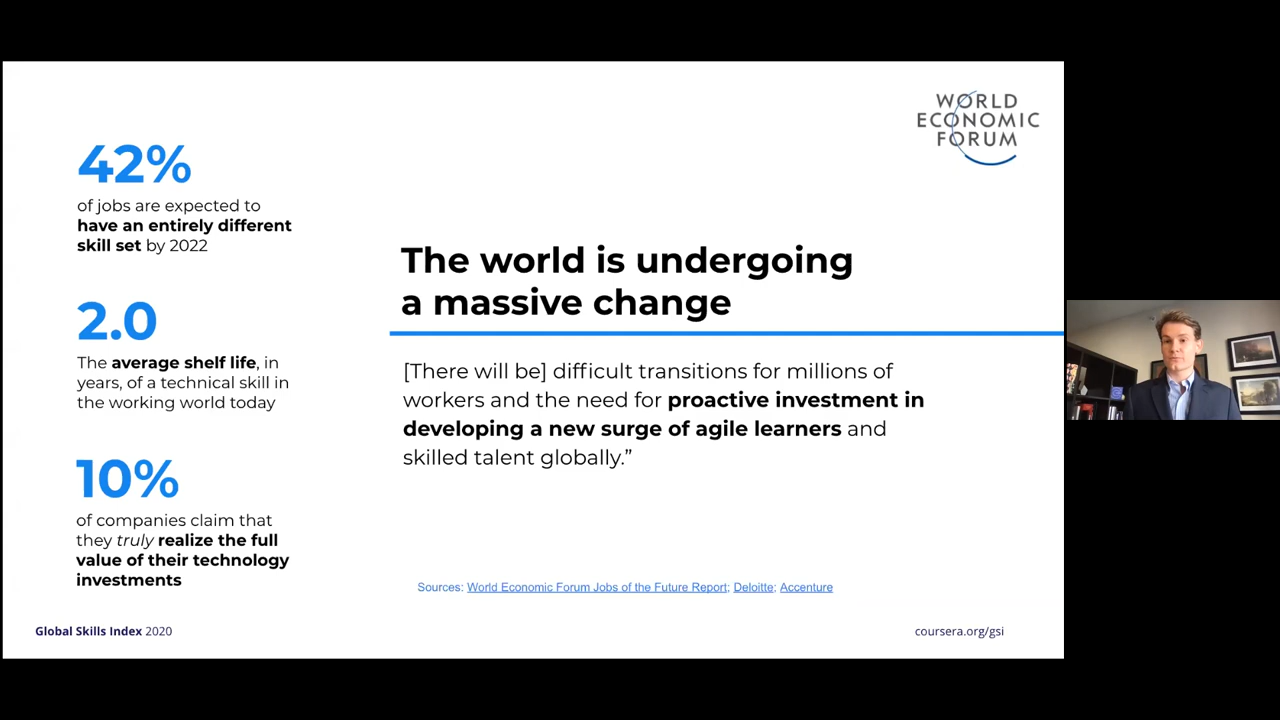 WORLD
ECONOMIC
FORUM
42%
of jobs are expected to
have an entirely different
skill set by 2022
2.0
The average shelf life, in
years, of a technical skill in
the working world today
10%
of companies claim that
they truly realize the full
value of their technology
investments
The world is undergoing
a massive change
[There will be] difficult transitions for millions of
workers and the need for proactive investment in
developing a new surge of agile learners and
skilled talent globally.”
Sources: World Economic Forum Jobs of the Future Report; Deloitte; Accenture
Global Skills Index 2020
coursera.org/gsi